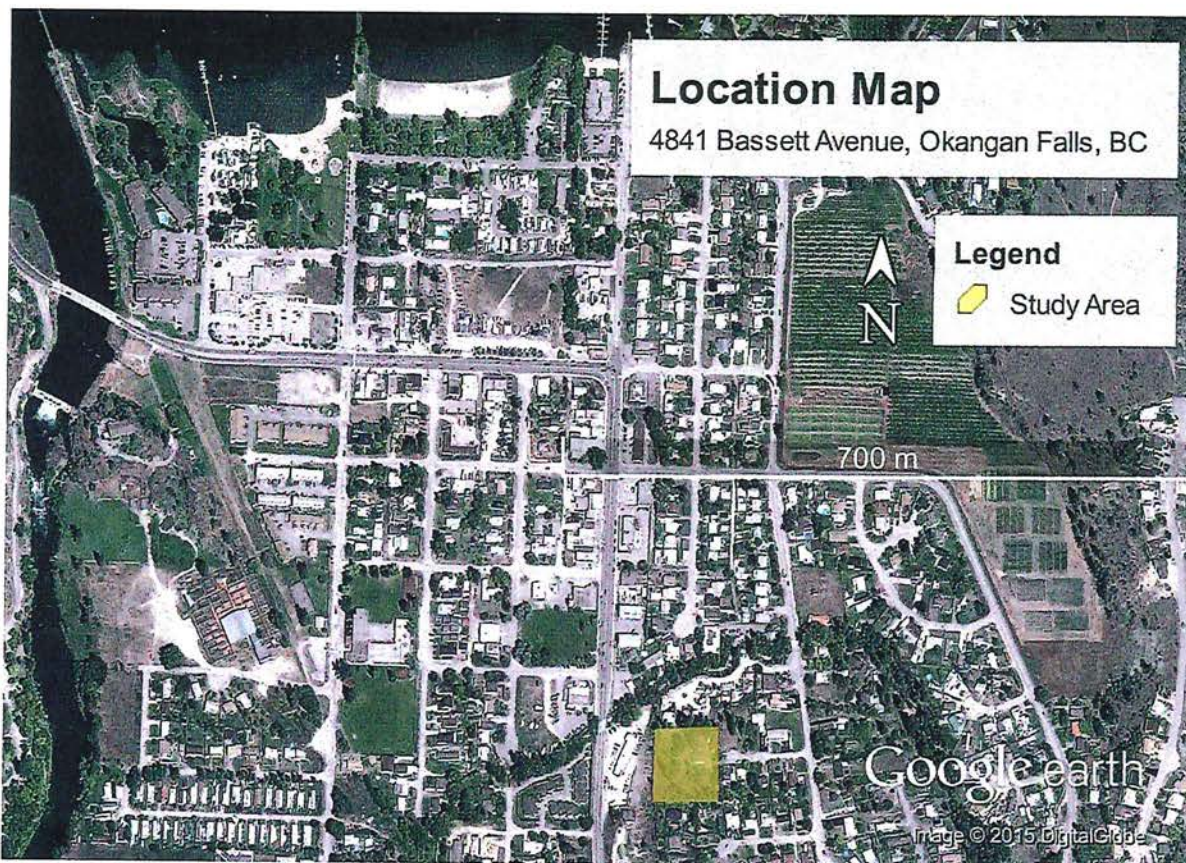 Location Map
4841 Bassett Avenue, Okangan Falls, BC
Legend
Study Area
N
700 m
Google earth
Image © 2015 DigitalGlobe